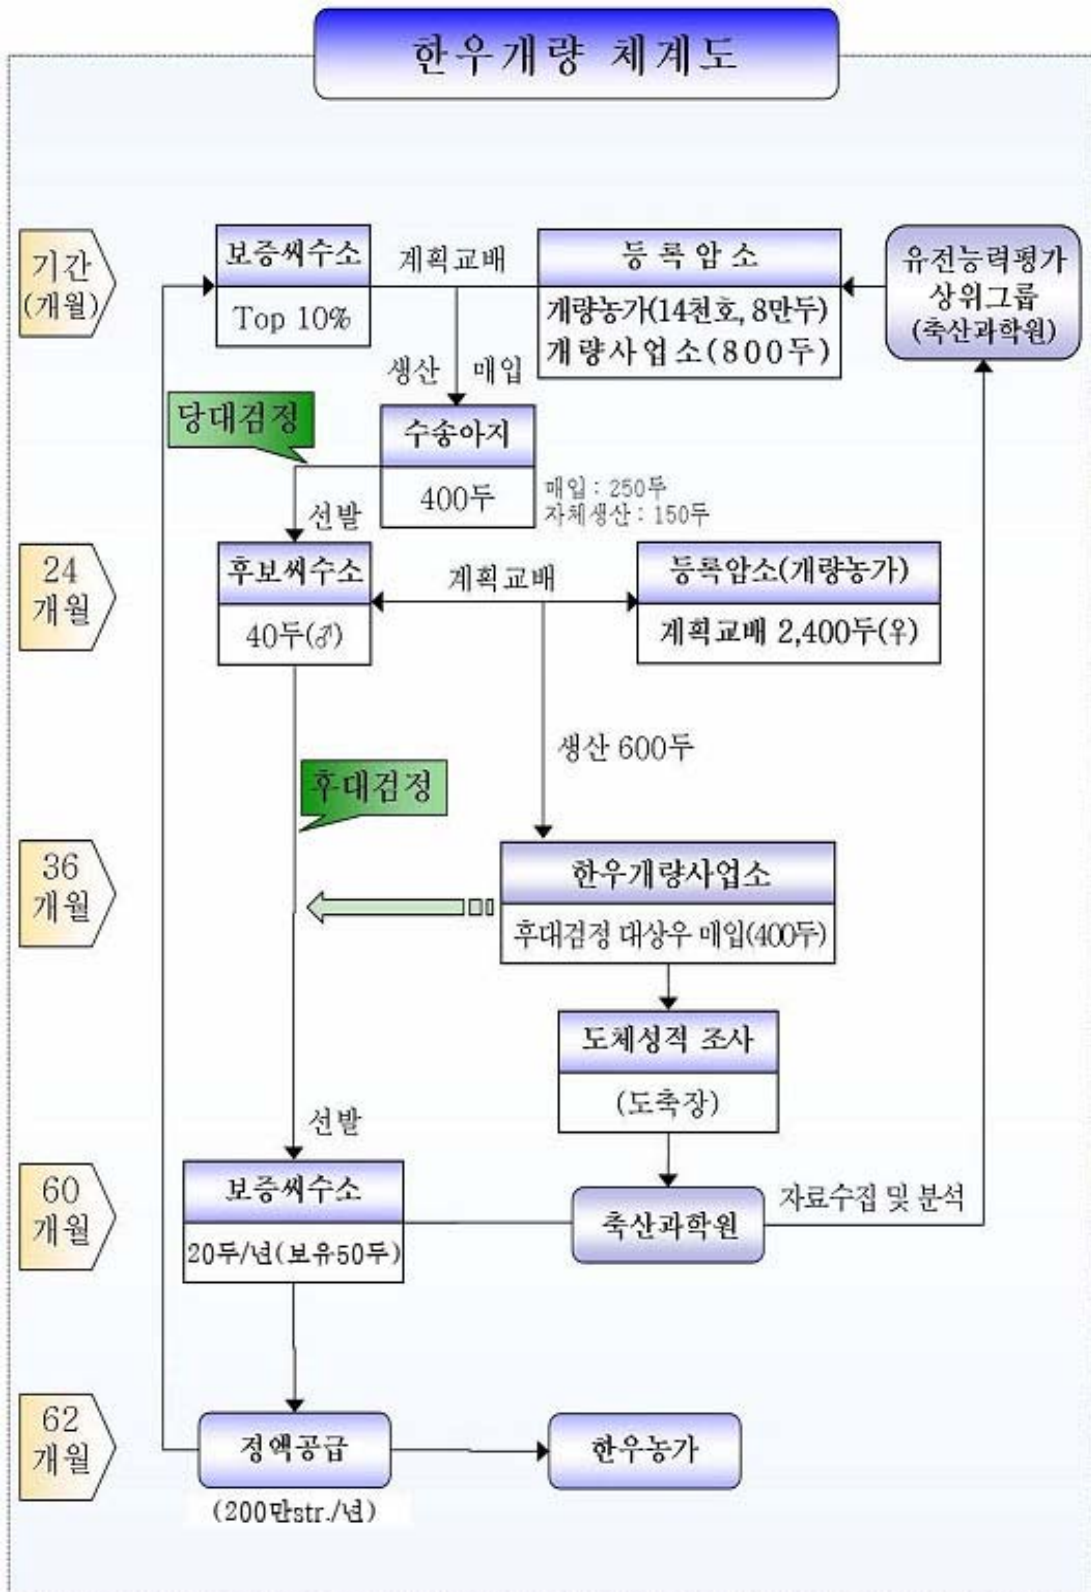 한우개량 체계도
기간
(개월)
보증씨수소
Top 10%
계획교배
등 록 암 소
개량농가(14천호, 8만두)
개량사업소(800두)
유전능력평가
상위그룹
(축산과학원)
생산 매입
당대검정
수송아지
400두
매입 : 250두
자체생산 : 150두
선발
24
개월
후보씨수소
40두(♂)
계획교배
등록암소(개량농가)
계획교배 2,400두(♀)
생산 600두
후대검정
36
개월
한우개량사업소
후대검정 대상우 매입(400두)
도체성적 조사
(도축장)
선발
60
개월
보증씨수소
20두/년(보유50두)
축산과학원
자료수집 및 분석
62
개월
정액공급
(200만str./년)
한우농가